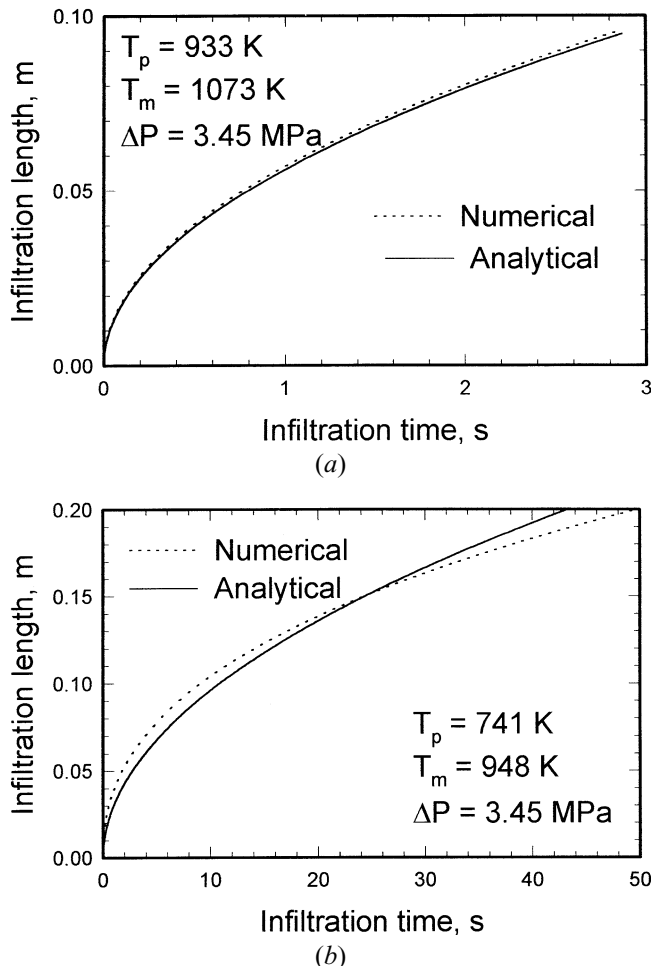 0.10
T_p = 933 K
T_m = 1073 K
ΔP = 3.45 MPa
Infiltration length, m
0.05
Numerical
Analytical
0.00
0 1 2 3
Infiltration time, s
(a)
0.20
Numerical
Analytical
0.15
Infiltration length, m
0.10
T_p = 741 K
T_m = 948 K
0.05
ΔP = 3.45 MPa
0.00
0 10 20 30 40 50
Infiltration time, s
(b)